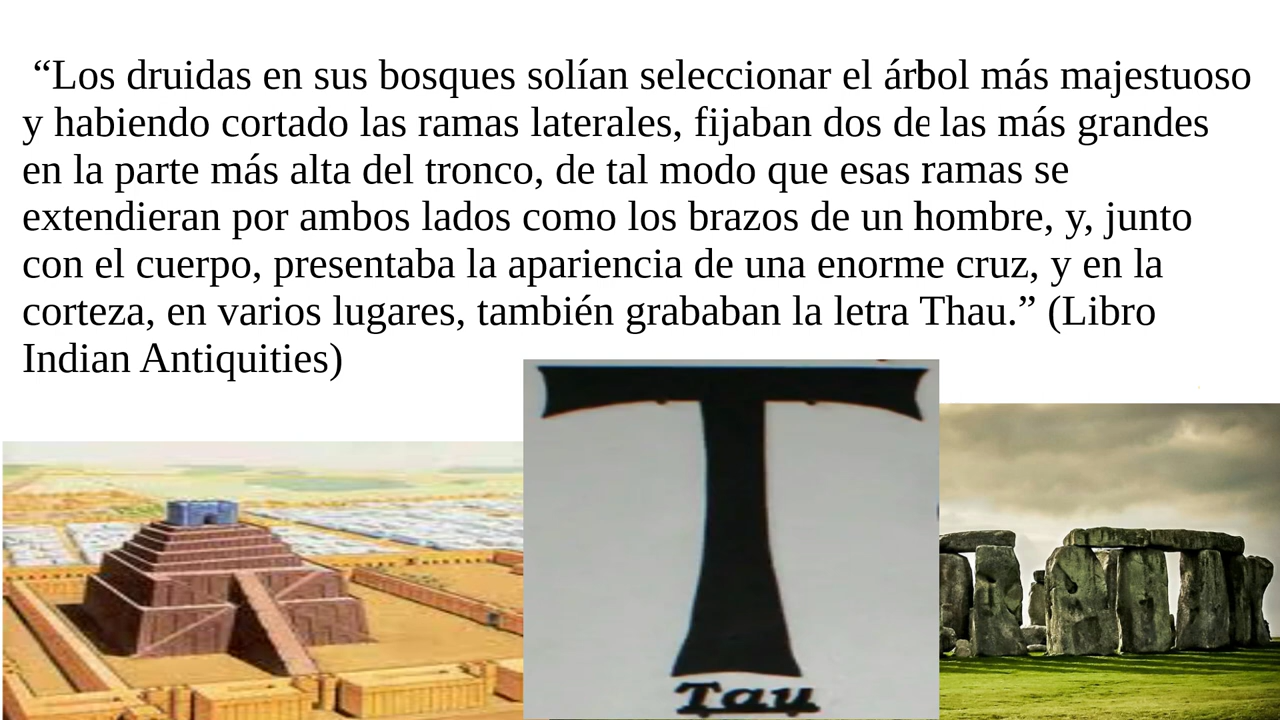 “Los druidas en sus bosques solían seleccionar el árbol más majestuoso
y habiendo cortado las ramas laterales, fijaban dos de las más grandes
en la parte más alta del tronco, de tal modo que esas ramas se
extendieran por ambos lados como los brazos de un hombre, y, junto
con el cuerpo, presentaba la apariencia de una enorme cruz, y en la
corteza, en varios lugares, también grababan la letra Thau.” (Libro
Indian Antiquities)
Tau